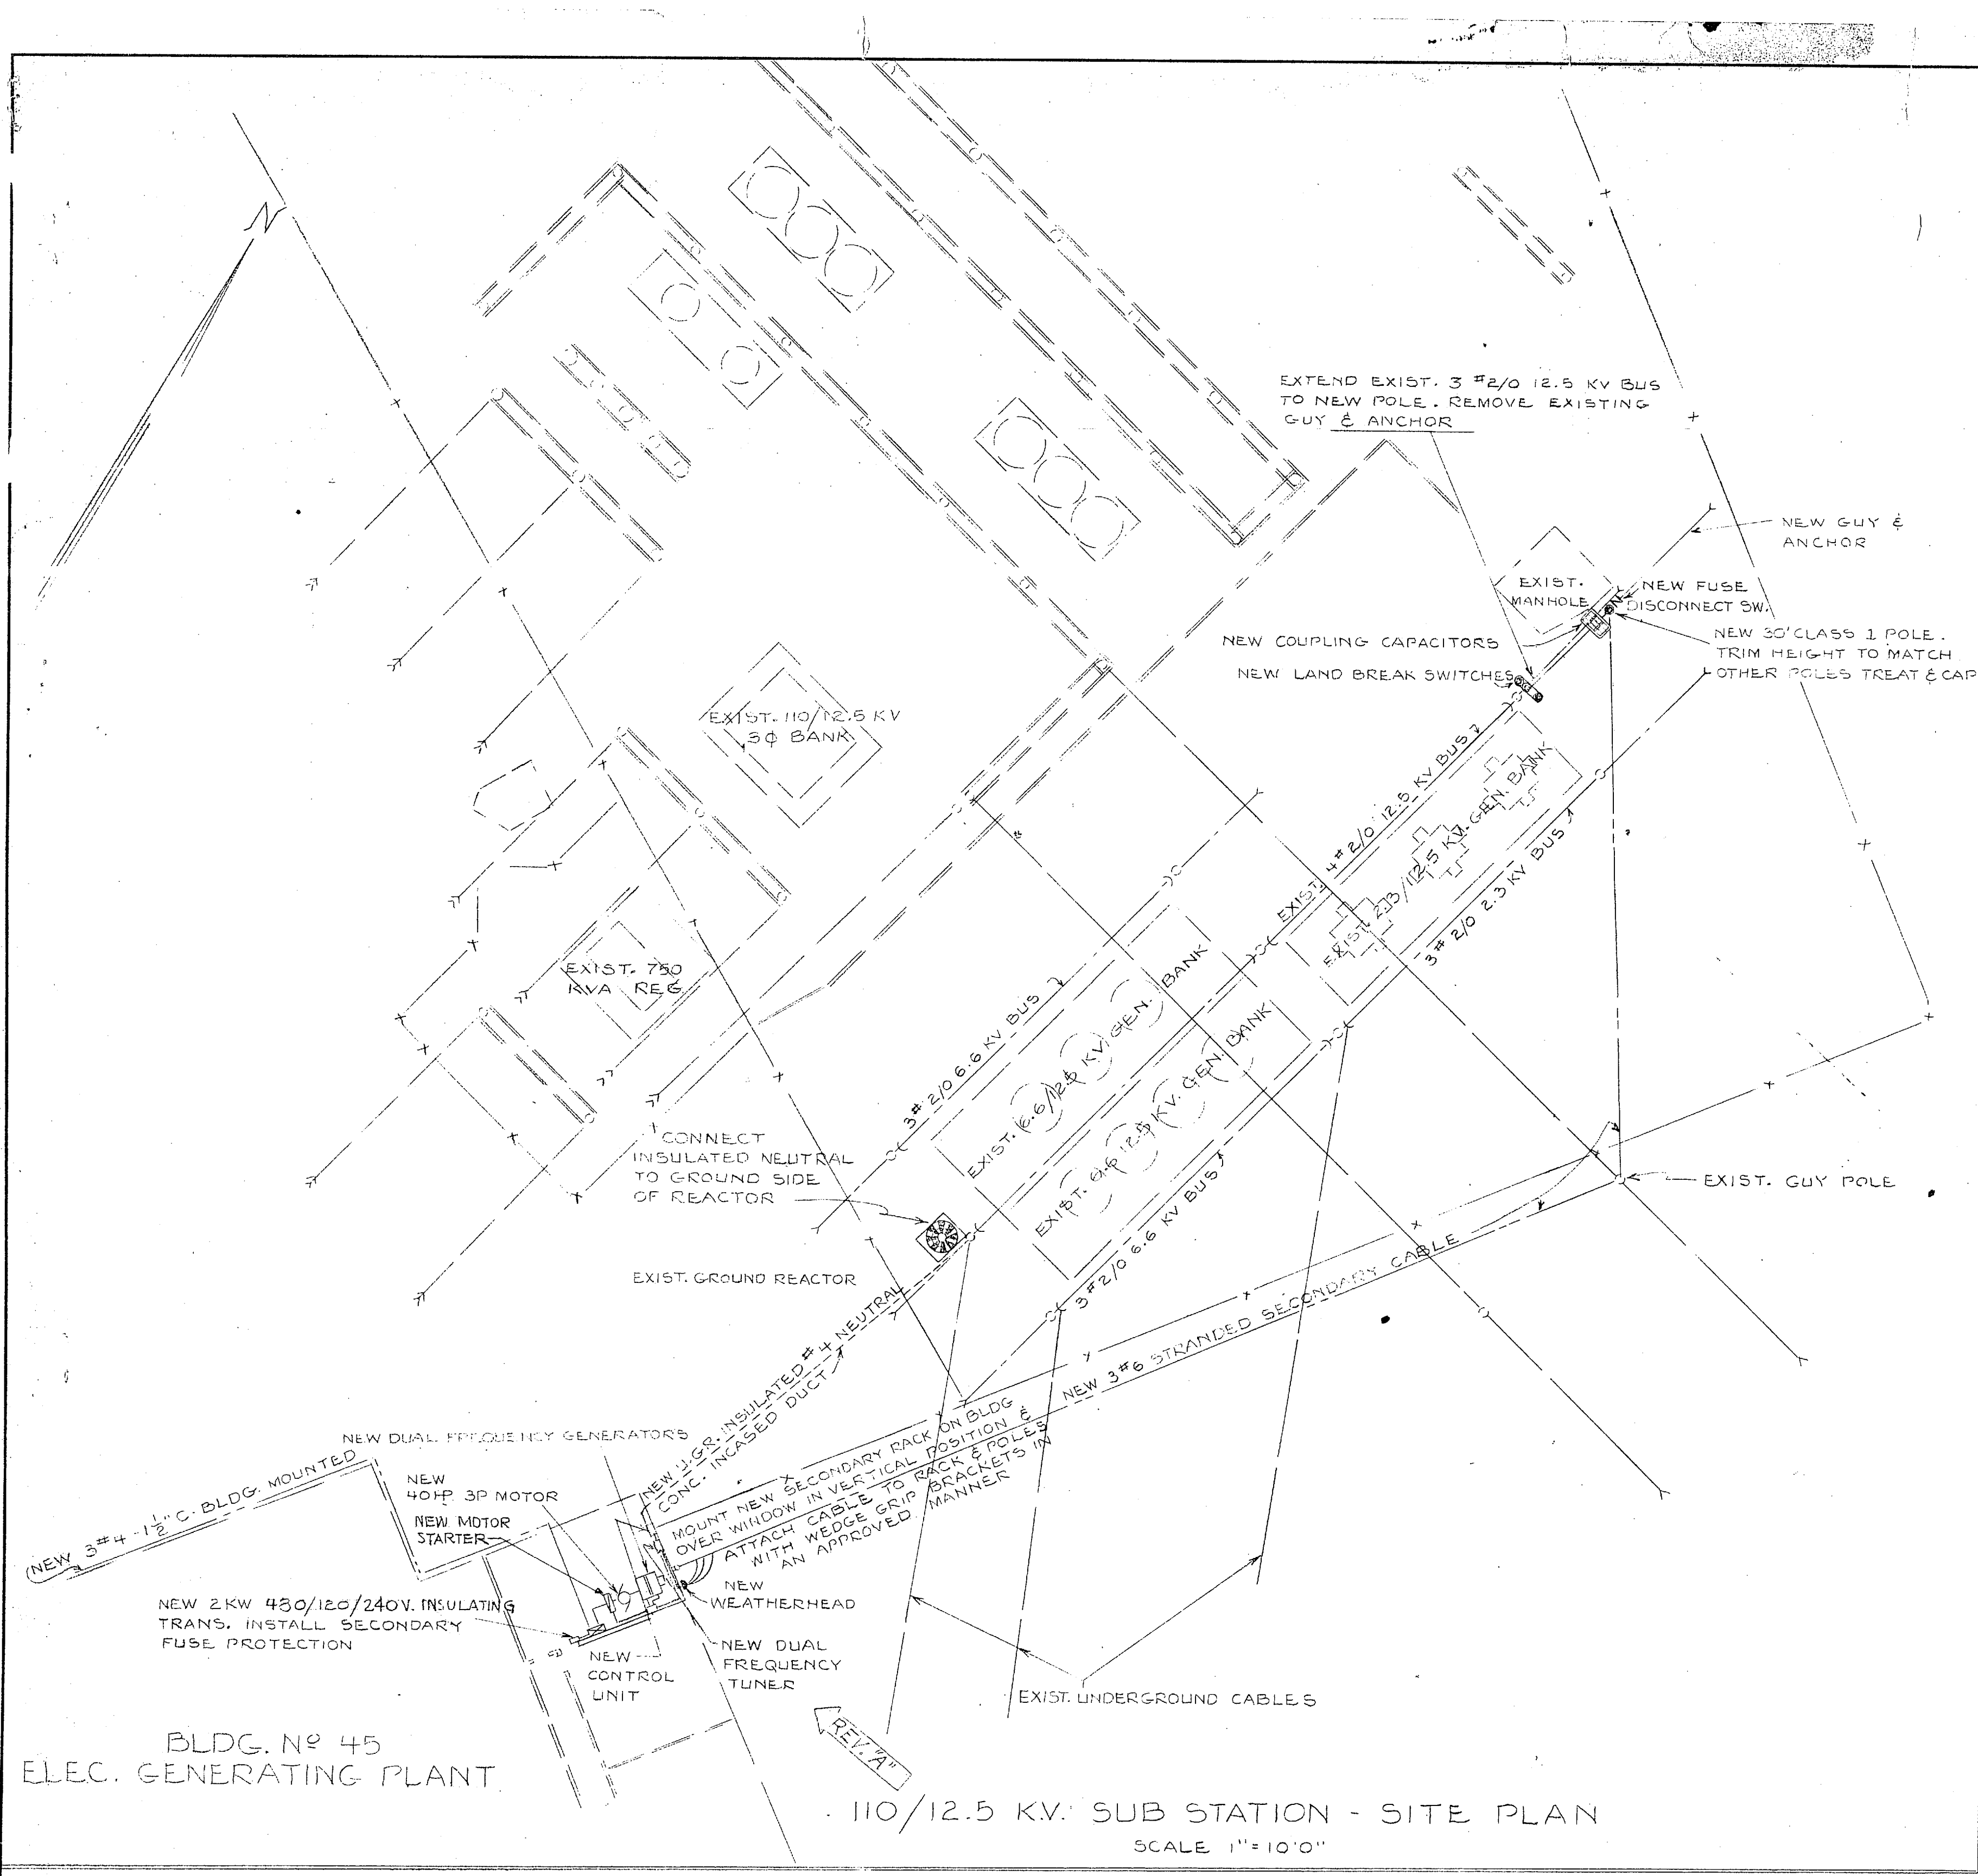 N
EXTEND EXIST. 3 #2/0 12.5 KV BUS
TO NEW POLE. REMOVE EXISTING
GUY & ANCHOR
NEW GUY &
ANCHOR
EXIST.
MANHOLE
NEW FUSE
DISCONNECT SW.
NEW 30' CLASS 1 POLE.
TRIM HEIGHT TO MATCH
OTHER POLES TREAT & CAP
NEW COUPLING CAPACITORS
NEW LAND BREAK SWITCHES
EXIST. 110/12.5 KV
3φ BANK
EXIST. 4 #2/0 12.5 KV BUS
EXIST. 2.3/12.5 KV. GEN. BANK
3# 2/0 2.3 KV BUS
EXIST. 750
KVA REG.
3# 2/0 6.6 KV BUS
EXIST. 6.6/12.5 KV. GEN. BANK
EXIST. 6.6 12.5 KV. GEN. BANK
3 #2/0 6.6 KV BUS
CONNECT
INSULATED NEUTRAL
TO GROUND SIDE
OF REACTOR
EXIST. GUY POLE
EXIST. GROUND REACTOR
NEW U.G.R. INSULATED #4 NEUTRAL
CONC. INCASED DUCT
NEW 3#6 STRANDED SECONDARY CABLE
MOUNT NEW SECONDARY RACK ON BLDG
OVER WINDOW IN VERTICAL POSITION &
ATTACH CABLE TO RACK & POLES
WITH WEDGE GRIP BRACKETS IN
AN APPROVED MANNER
NEW DUAL FREQUENCY GENERATORS
NEW 3#4 - 1 1/2" C. BLDG. MOUNTED
NEW
40HP. 3P MOTOR
NEW MOTOR
STARTER
NEW 2KW 480/120/240V. INSULATING
TRANS. INSTALL SECONDARY
FUSE PROTECTION
NEW
WEATHERHEAD
NEW
CONTROL
UNIT
NEW DUAL
FREQUENCY
TUNER
EXIST. UNDERGROUND CABLES
REV. "A"
BLDG. Nº 45
ELEC. GENERATING PLANT
110/12.5 K.V. SUB STATION - SITE PLAN
SCALE 1"=10'0"